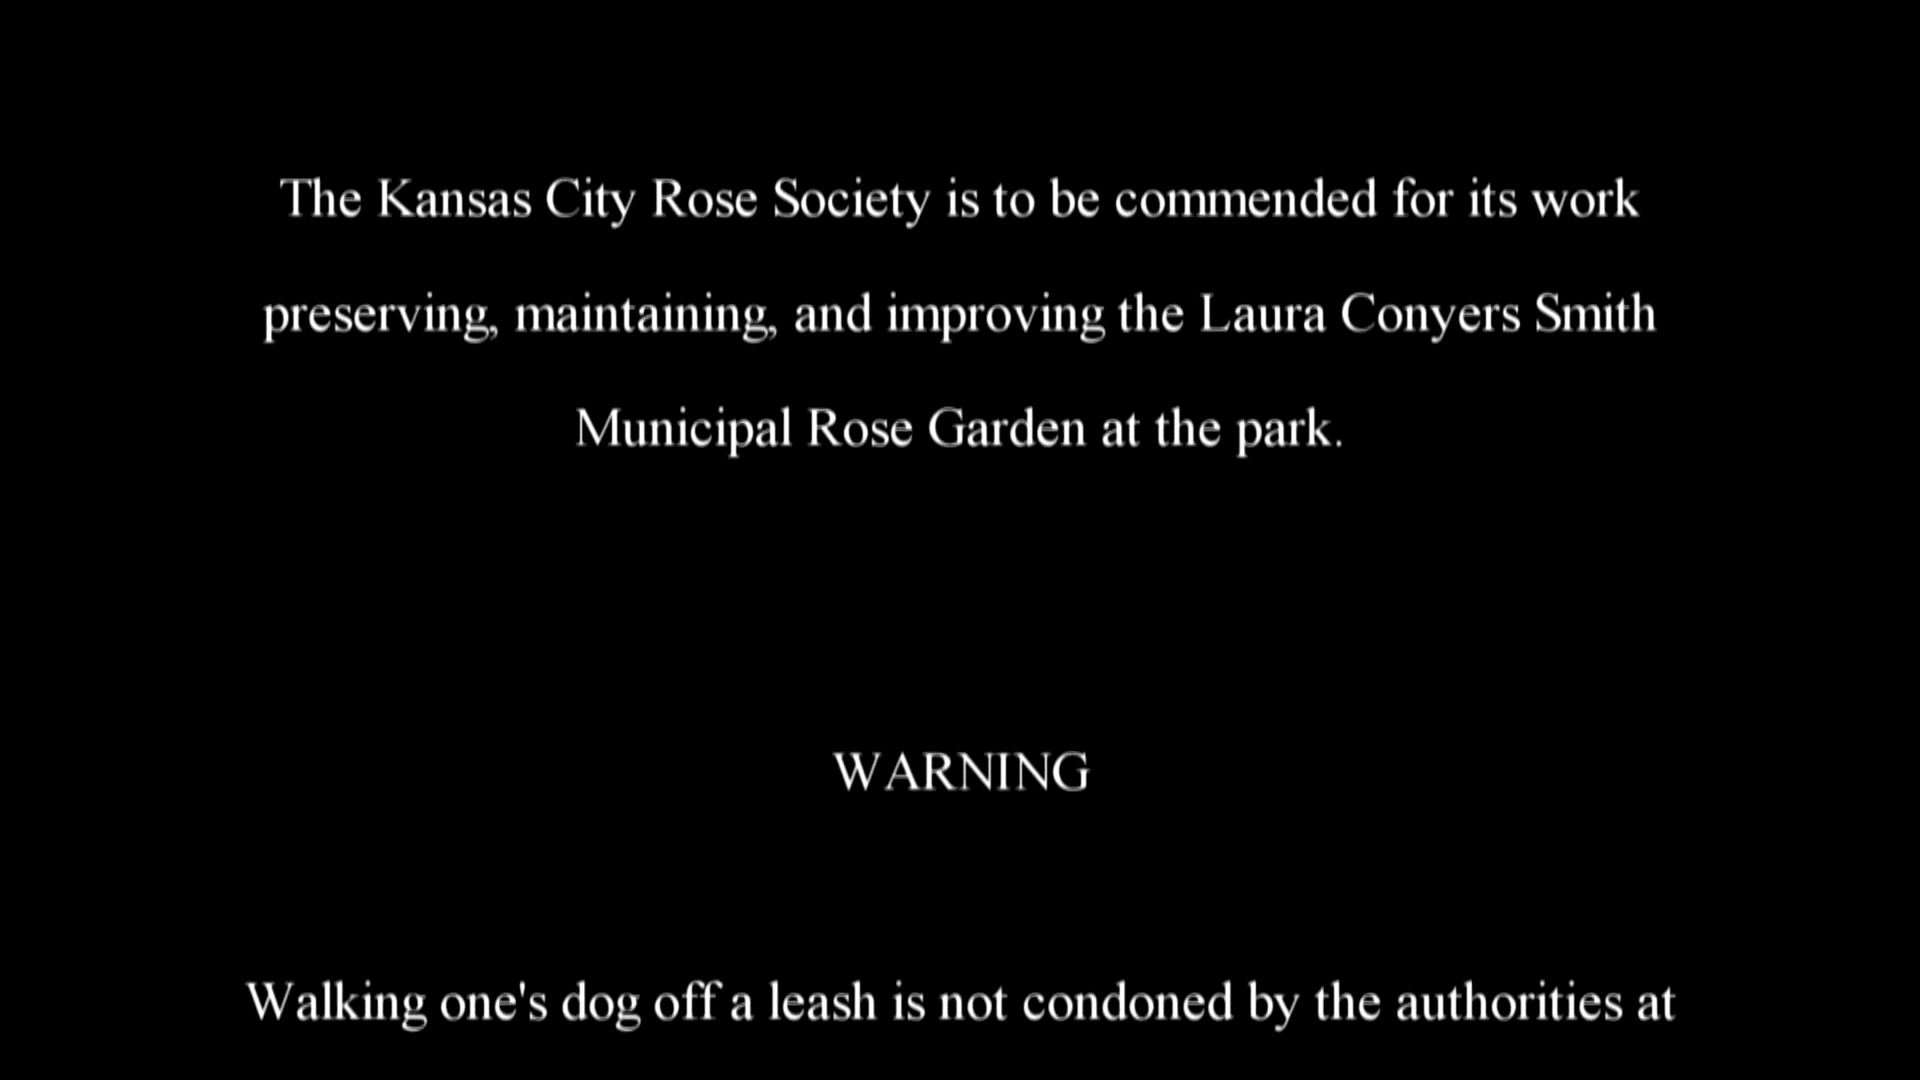 The Kansas City Rose Society is to be commended for its work
preserving, maintaining, and improving the Laura Conyers Smith
Municipal Rose Garden at the park.
WARNING
Walking one's dog off a leash is not condoned by the authorities at